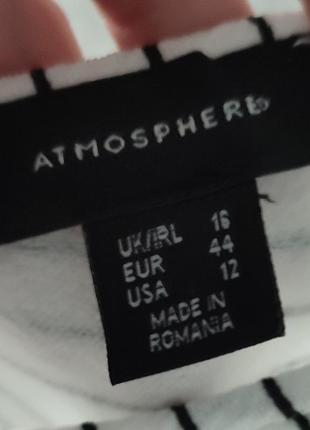 ATMOSPHERE
UK/IRL 16
EUR 44
USA 12
MADE IN
ROMANIA